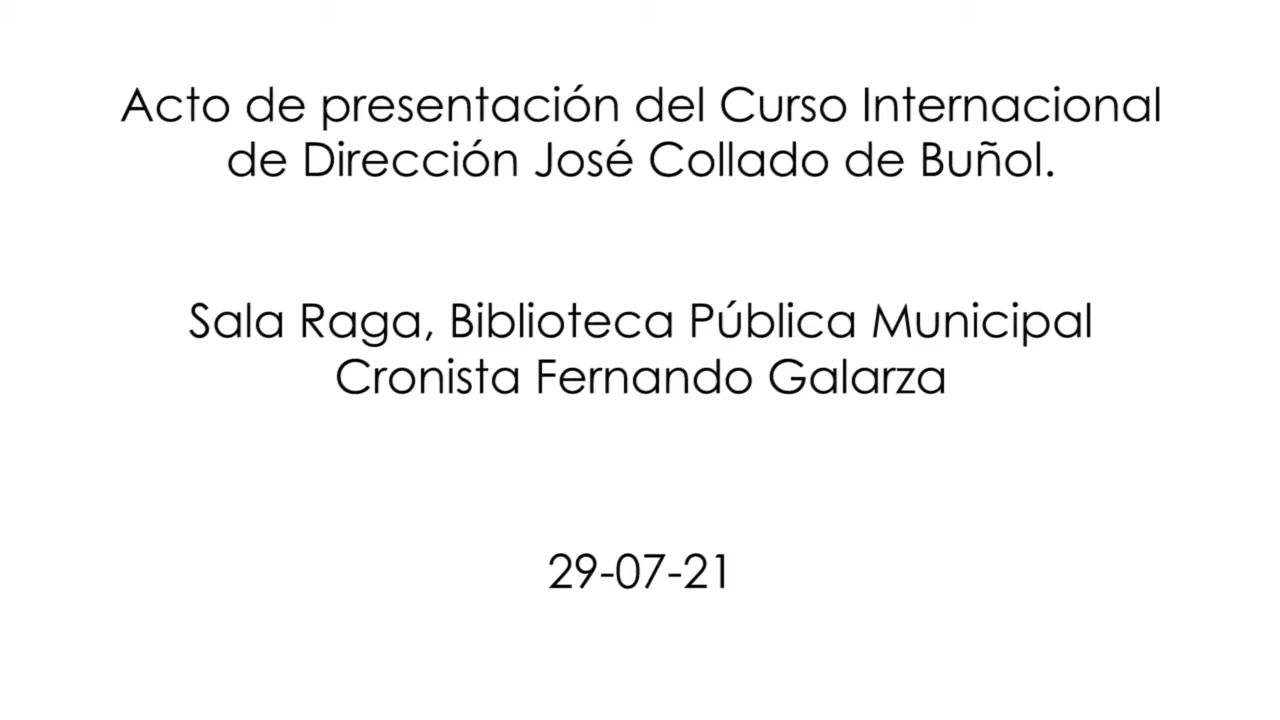 Acto de presentación del Curso Internacional
de Dirección José Collado de Buñol.
Sala Raga, Biblioteca Pública Municipal
Cronista Fernando Galarza
29-07-21